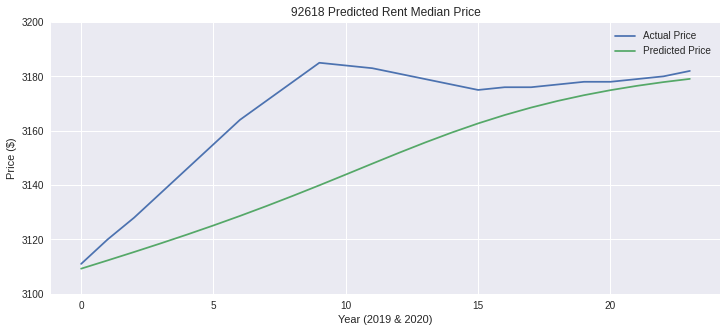 92618 Predicted Rent Median Price
3200
3180
3160
3140
3120
3100
Price ($)
Actual Price
Predicted Price
0 5 10 15 20
Year (2019 & 2020)